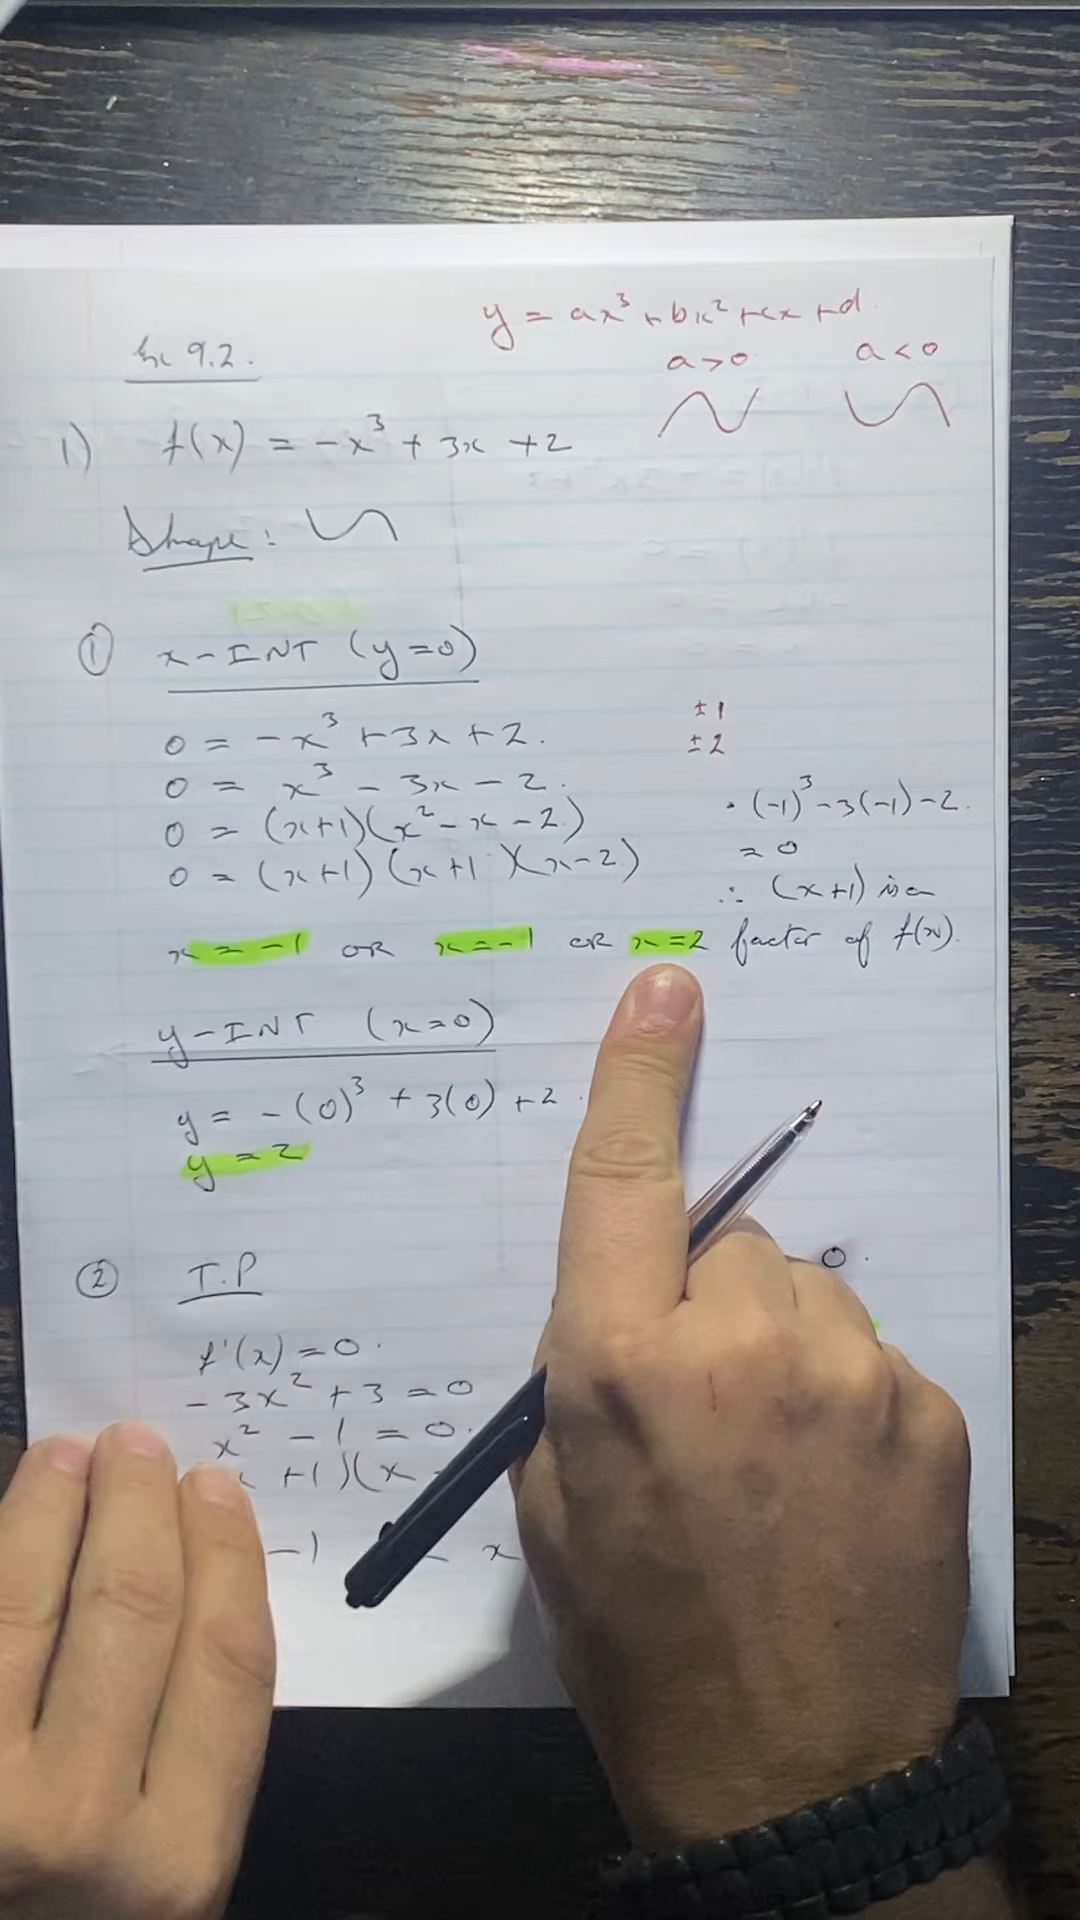 y = ax³ + bx² + cx + d
a > 0 a < 0
Ex 9.2.
1) f(x) = -x³ + 3x + 2
Shape:
① x-INT (y=0)
0 = -x³ + 3x + 2.
0 = x³ - 3x - 2.
0 = (x+1)(x² - x - 2)
0 = (x+1)(x+1)(x-2)
x = -1 OR x = -1 OR x = 2
± 1
± 2
• (-1)³ - 3(-1) - 2.
= 0
∴ (x+1) is a
factor of f(x).
y-INT (x=0)
y = -(0)³ + 3(0) + 2.
y = 2
② T.P
0.
f'(x) = 0.
-3x² + 3 = 0
x² - 1 = 0.
+1)(x
-1 x